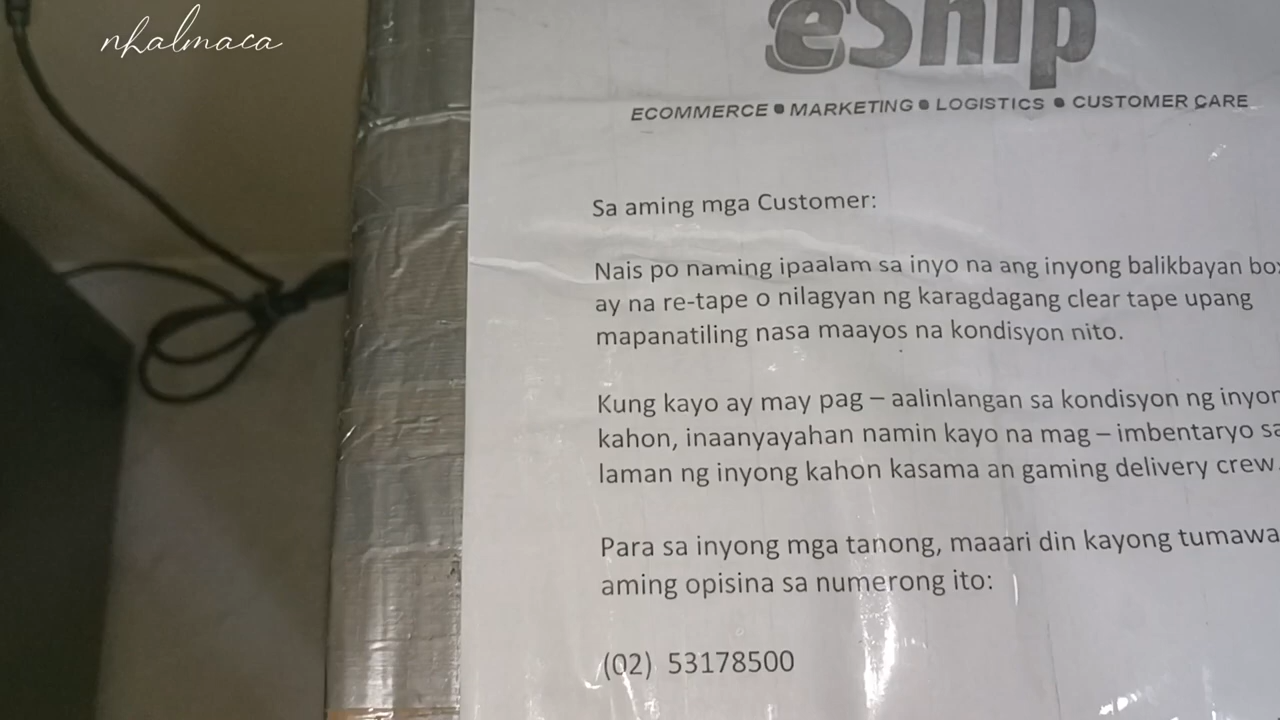 nhalmaca
eShip
ECOMMERCE ● MARKETING ● LOGISTICS ● CUSTOMER CARE
Sa aming mga Customer:
Nais po naming ipaalam sa inyo na ang inyong balikbayan box
ay na re-tape o nilagyan ng karagdagang clear tape upang
mapanatiling nasa maayos na kondisyon nito.
Kung kayo ay may pag – aalinlangan sa kondisyon ng inyon
kahon, inaanyayahan namin kayo na mag – imbentaryo sa
laman ng inyong kahon kasama an gaming delivery crew.
Para sa inyong mga tanong, maaari din kayong tumawa
aming opisina sa numerong ito:
(02) 53178500